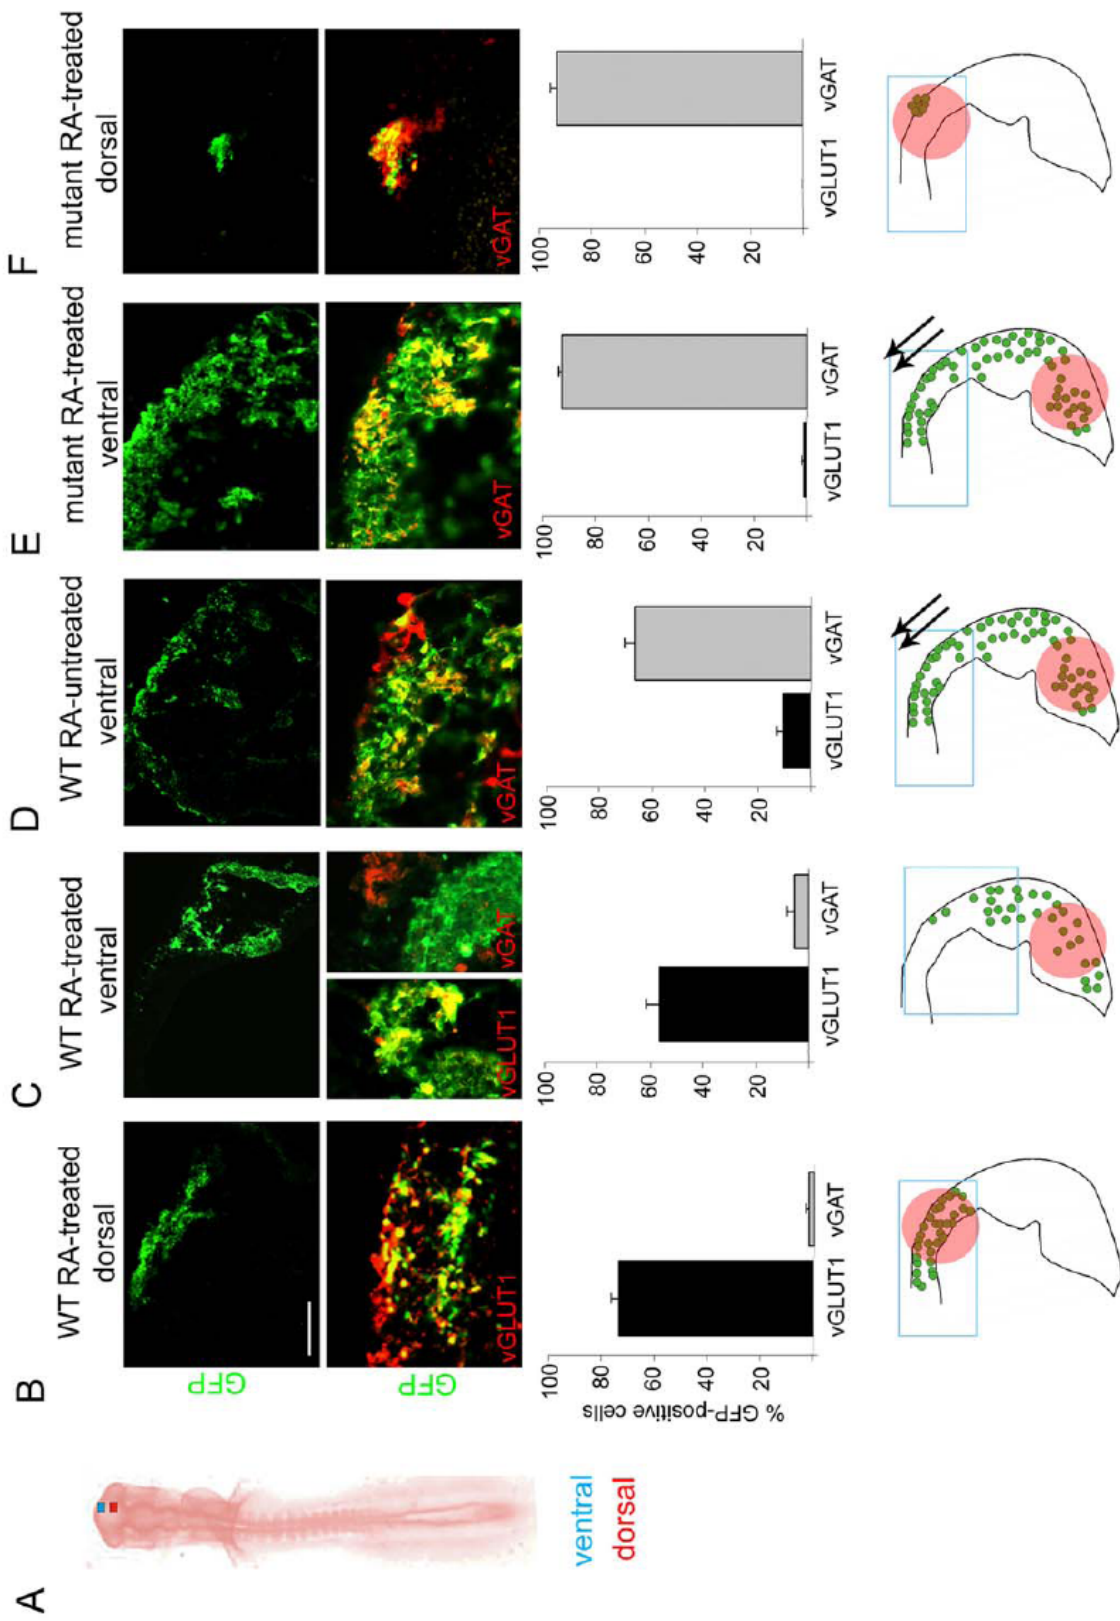 A
ventral
dorsal
B
WT RA-treated
dorsal
GFP
GFP
vGLUT1
% GFP-positive cells
100
80
60
40
20
vGLUT1
vGAT
C
WT RA-treated
ventral
vGLUT1
vGAT
100
80
60
40
20
vGLUT1
vGAT
D
WT RA-untreated
ventral
vGAT
100
80
60
40
20
vGLUT1
vGAT
E
mutant RA-treated
ventral
vGAT
100
80
60
40
20
vGLUT1
vGAT
F
mutant RA-treated
dorsal
vGAT
100
80
60
40
20
vGLUT1
vGAT